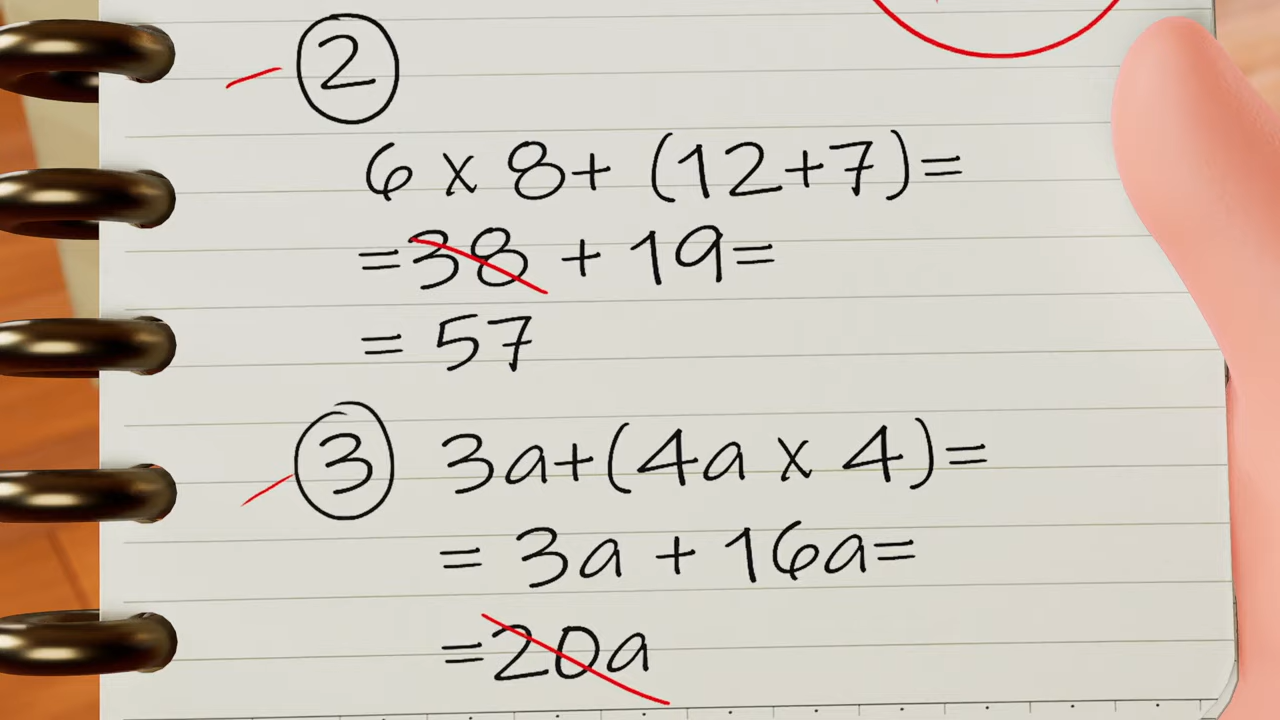 2
6 x 8+ (12+7)=
=38 + 19=
= 57
3 3a+(4a x 4)=
= 3a + 16a=
=20a